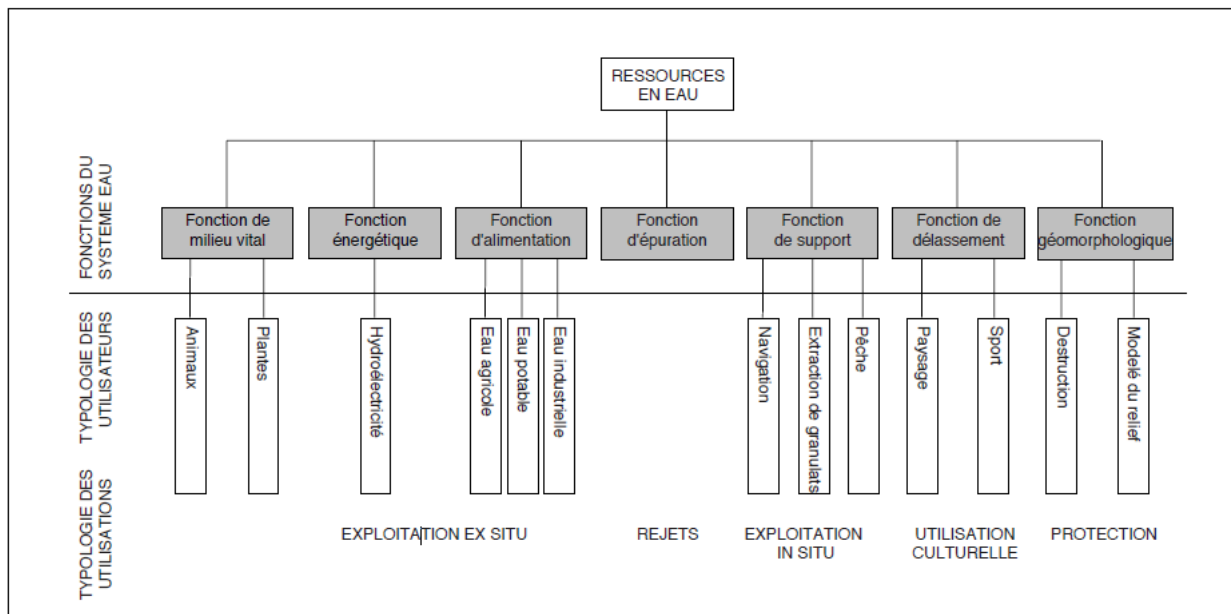 RESSOURCES
EN EAU
FONCTIONS DU
SYSTEME EAU
Fonction de
milieu vital
Fonction
énergétique
Fonction
d'alimentation
Fonction
d'épuration
Fonction
de support
Fonction de
délassement
Fonction
géomorphologique
TYPOLOGIE DES
UTILISATEURS
Animaux
Plantes
Hydroélectricité
Eau agricole
Eau potable
Eau industrielle
Navigation
Extraction de granulats
Pêche
Paysage
Sport
Destruction
Modelé du relief
TYPOLOGIE DES
UTILISATIONS
EXPLOITATION EX SITU
REJETS
EXPLOITATION
IN SITU
UTILISATION
CULTURELLE
PROTECTION